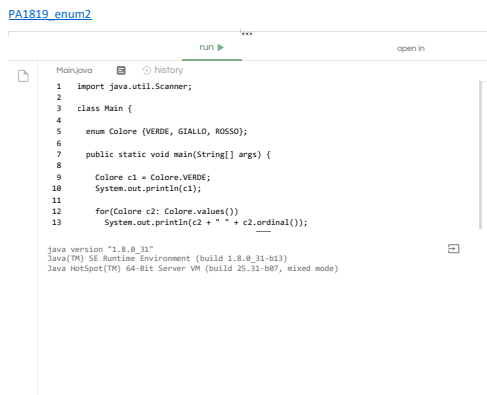 PA1819_enum2
run
open in
Main.java history
1 import java.util.Scanner;
2
3 class Main {
4
5 enum Colore {VERDE, GIALLO, ROSSO};
6
7 public static void main(String[] args) {
8
9 Colore c1 = Colore.VERDE;
10 System.out.println(c1);
11
12 for(Colore c2: Colore.values())
13 System.out.println(c2 + " " + c2.ordinal());
java version "1.8.0_31"
Java(TM) SE Runtime Environment (build 1.8.0_31-b13)
Java HotSpot(TM) 64-Bit Server VM (build 25.31-b07, mixed mode)